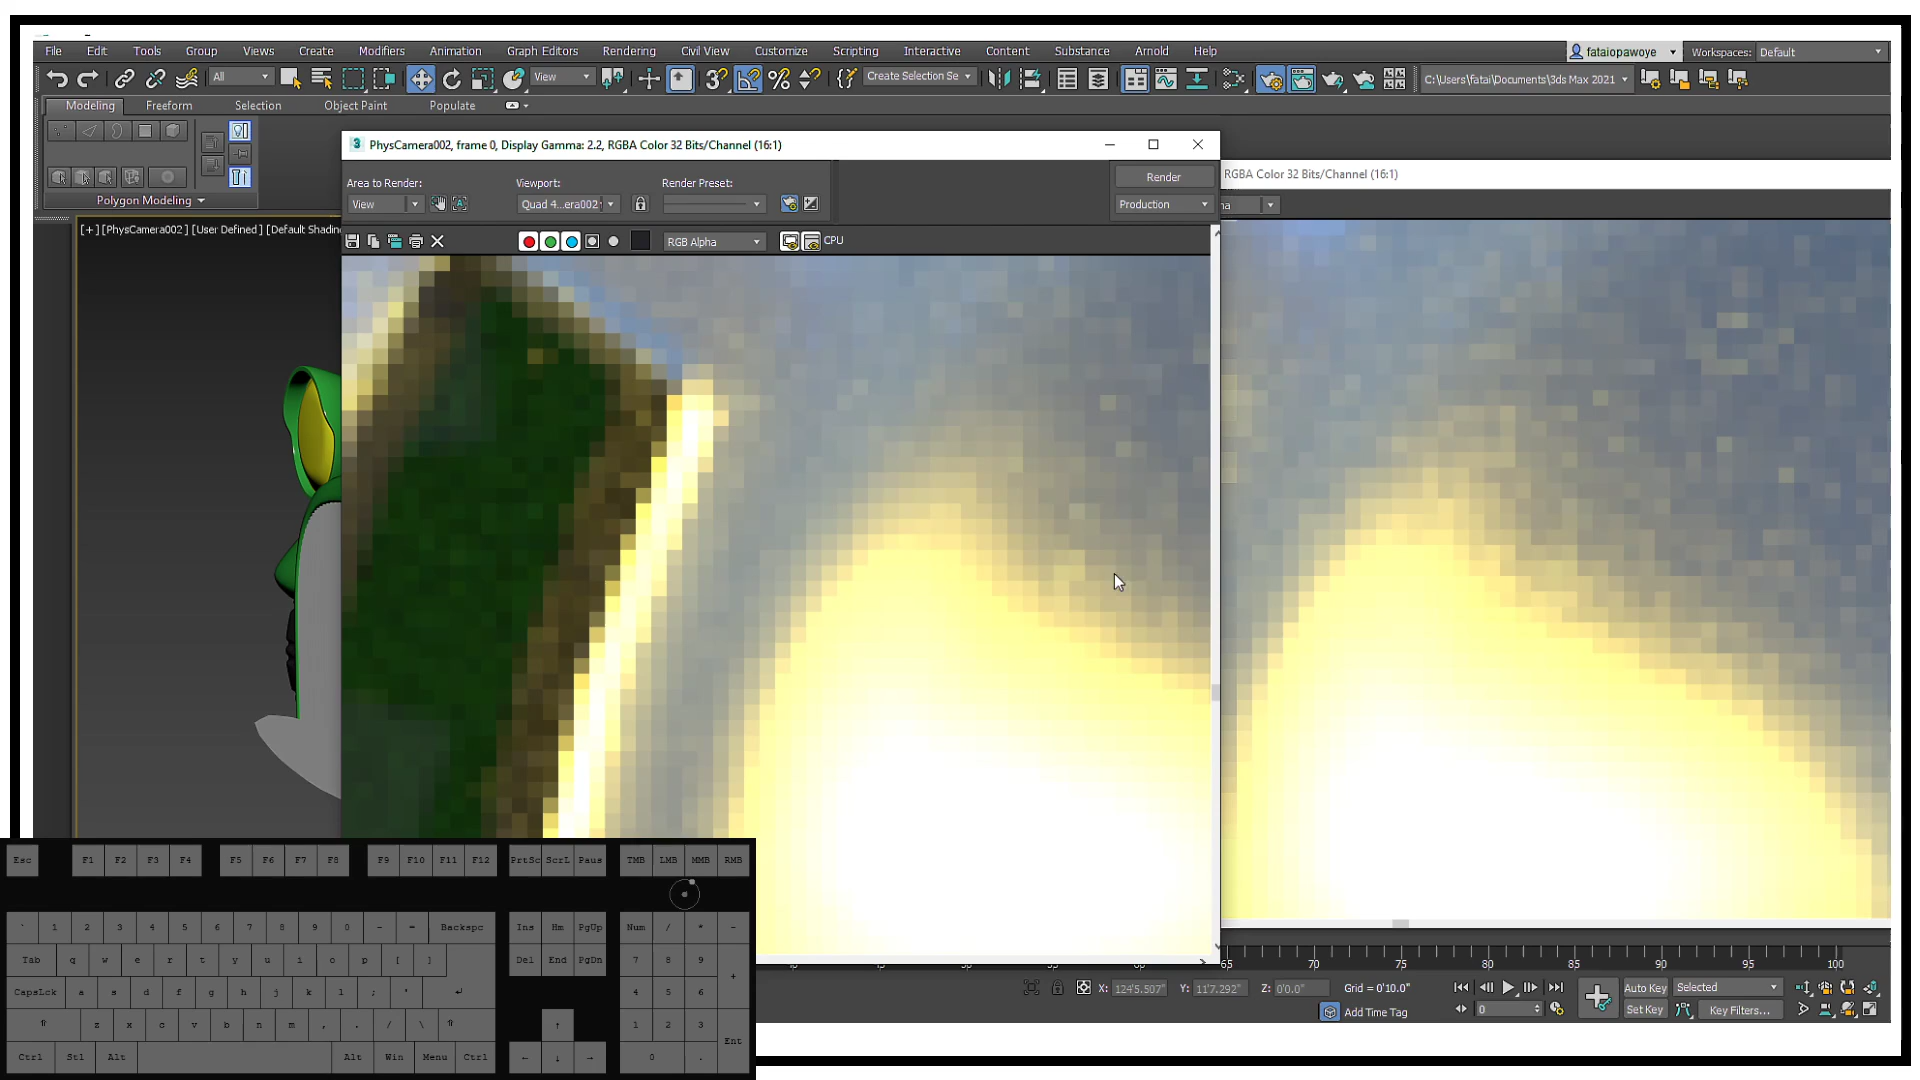 File Edit Tools Group Views Create Modifiers Animation Graph Editors Rendering Civil View Customize Scripting Interactive Content Substance Arnold Help
fataiopawoye Workspaces: Default
All View Create Selection Se C:\Users\fatai\Documents\3ds Max 2021
Modeling Freeform Selection Object Paint Populate
Polygon Modeling
[+] [PhysCamera002 ] [User Defined ] [Default Shadin
PhysCamera002, frame 0, Display Gamma: 2.2, RGBA Color 32 Bits/Channel (16:1)
RGBA Color 32 Bits/Channel (16:1)
Area to Render: Viewport: Render Preset: Render
View Quad 4...era002 Production
RGB Alpha CPU
65 70 75 80 85 90 95 100
X: 124'5.507" Y: 11'7.292" Z: 0'0.0" Grid = 0'10.0" Auto Key Selected
Add Time Tag 0 Set Key Key Filters...
Esc F1 F2 F3 F4 F5 F6 F7 F8 F9 F10 F11 F12 PrtSc ScrL Paus TMB LMB MMB RMB
` 1 2 3 4 5 6 7 8 9 0 - = Backspc Ins Hm PgUp Num / * -
Tab q w e r t y u i o p [ ] Del End PgDn 7 8 9 +
CapsLck a s d f g h j k l ; ' ↵ 4 5 6
⇧ z x c v b n m , . / \ ⇧ ↑ 1 2 3 Ent
Ctrl Stl Alt Alt Win Menu Ctrl ← ↓ → 0 .